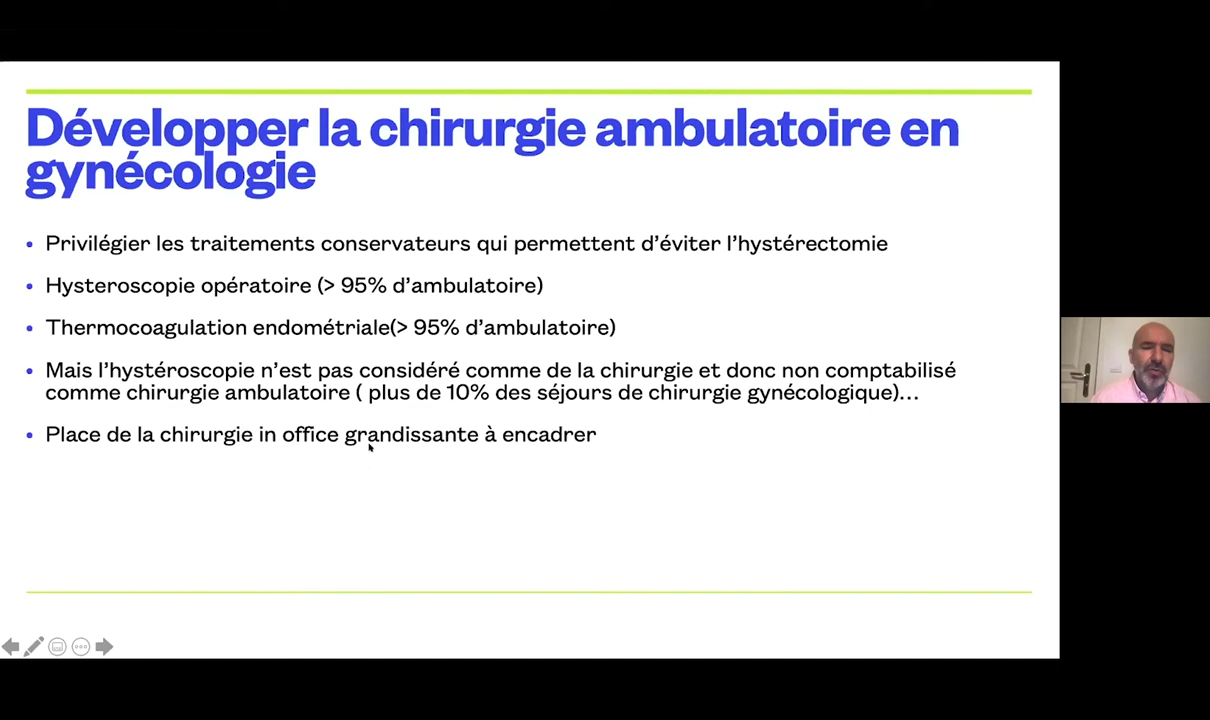 Développer la chirurgie ambulatoire en
gynécologie
• Privilégier les traitements conservateurs qui permettent d’éviter l’hystérectomie
• Hysteroscopie opératoire (> 95% d’ambulatoire)
• Thermocoagulation endométriale(> 95% d’ambulatoire)
• Mais l’hystéroscopie n’est pas considéré comme de la chirurgie et donc non comptabilisé
comme chirurgie ambulatoire ( plus de 10% des séjours de chirurgie gynécologique)…
• Place de la chirurgie in office grandissante à encadrer